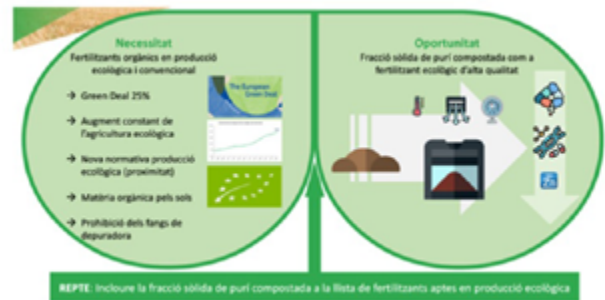 Necessitat
Fertilitzants orgànics en producció
ecològica i convencional
→ Green Deal 25%
→ Augment constant de
l'agricultura ecològica
→ Nova normativa producció
ecològica (proximitat)
→ Matèria orgànica pels sols
→ Prohibició dels fangs de
depuradora
The European
Green Deal
Oportunitat
Fracció sòlida de purí compostada com a
fertilitzant ecològic d'alta qualitat
REPTE: Incloure la fracció sòlida de purí compostada a la llista de fertilitzants aptes en producció ecològica